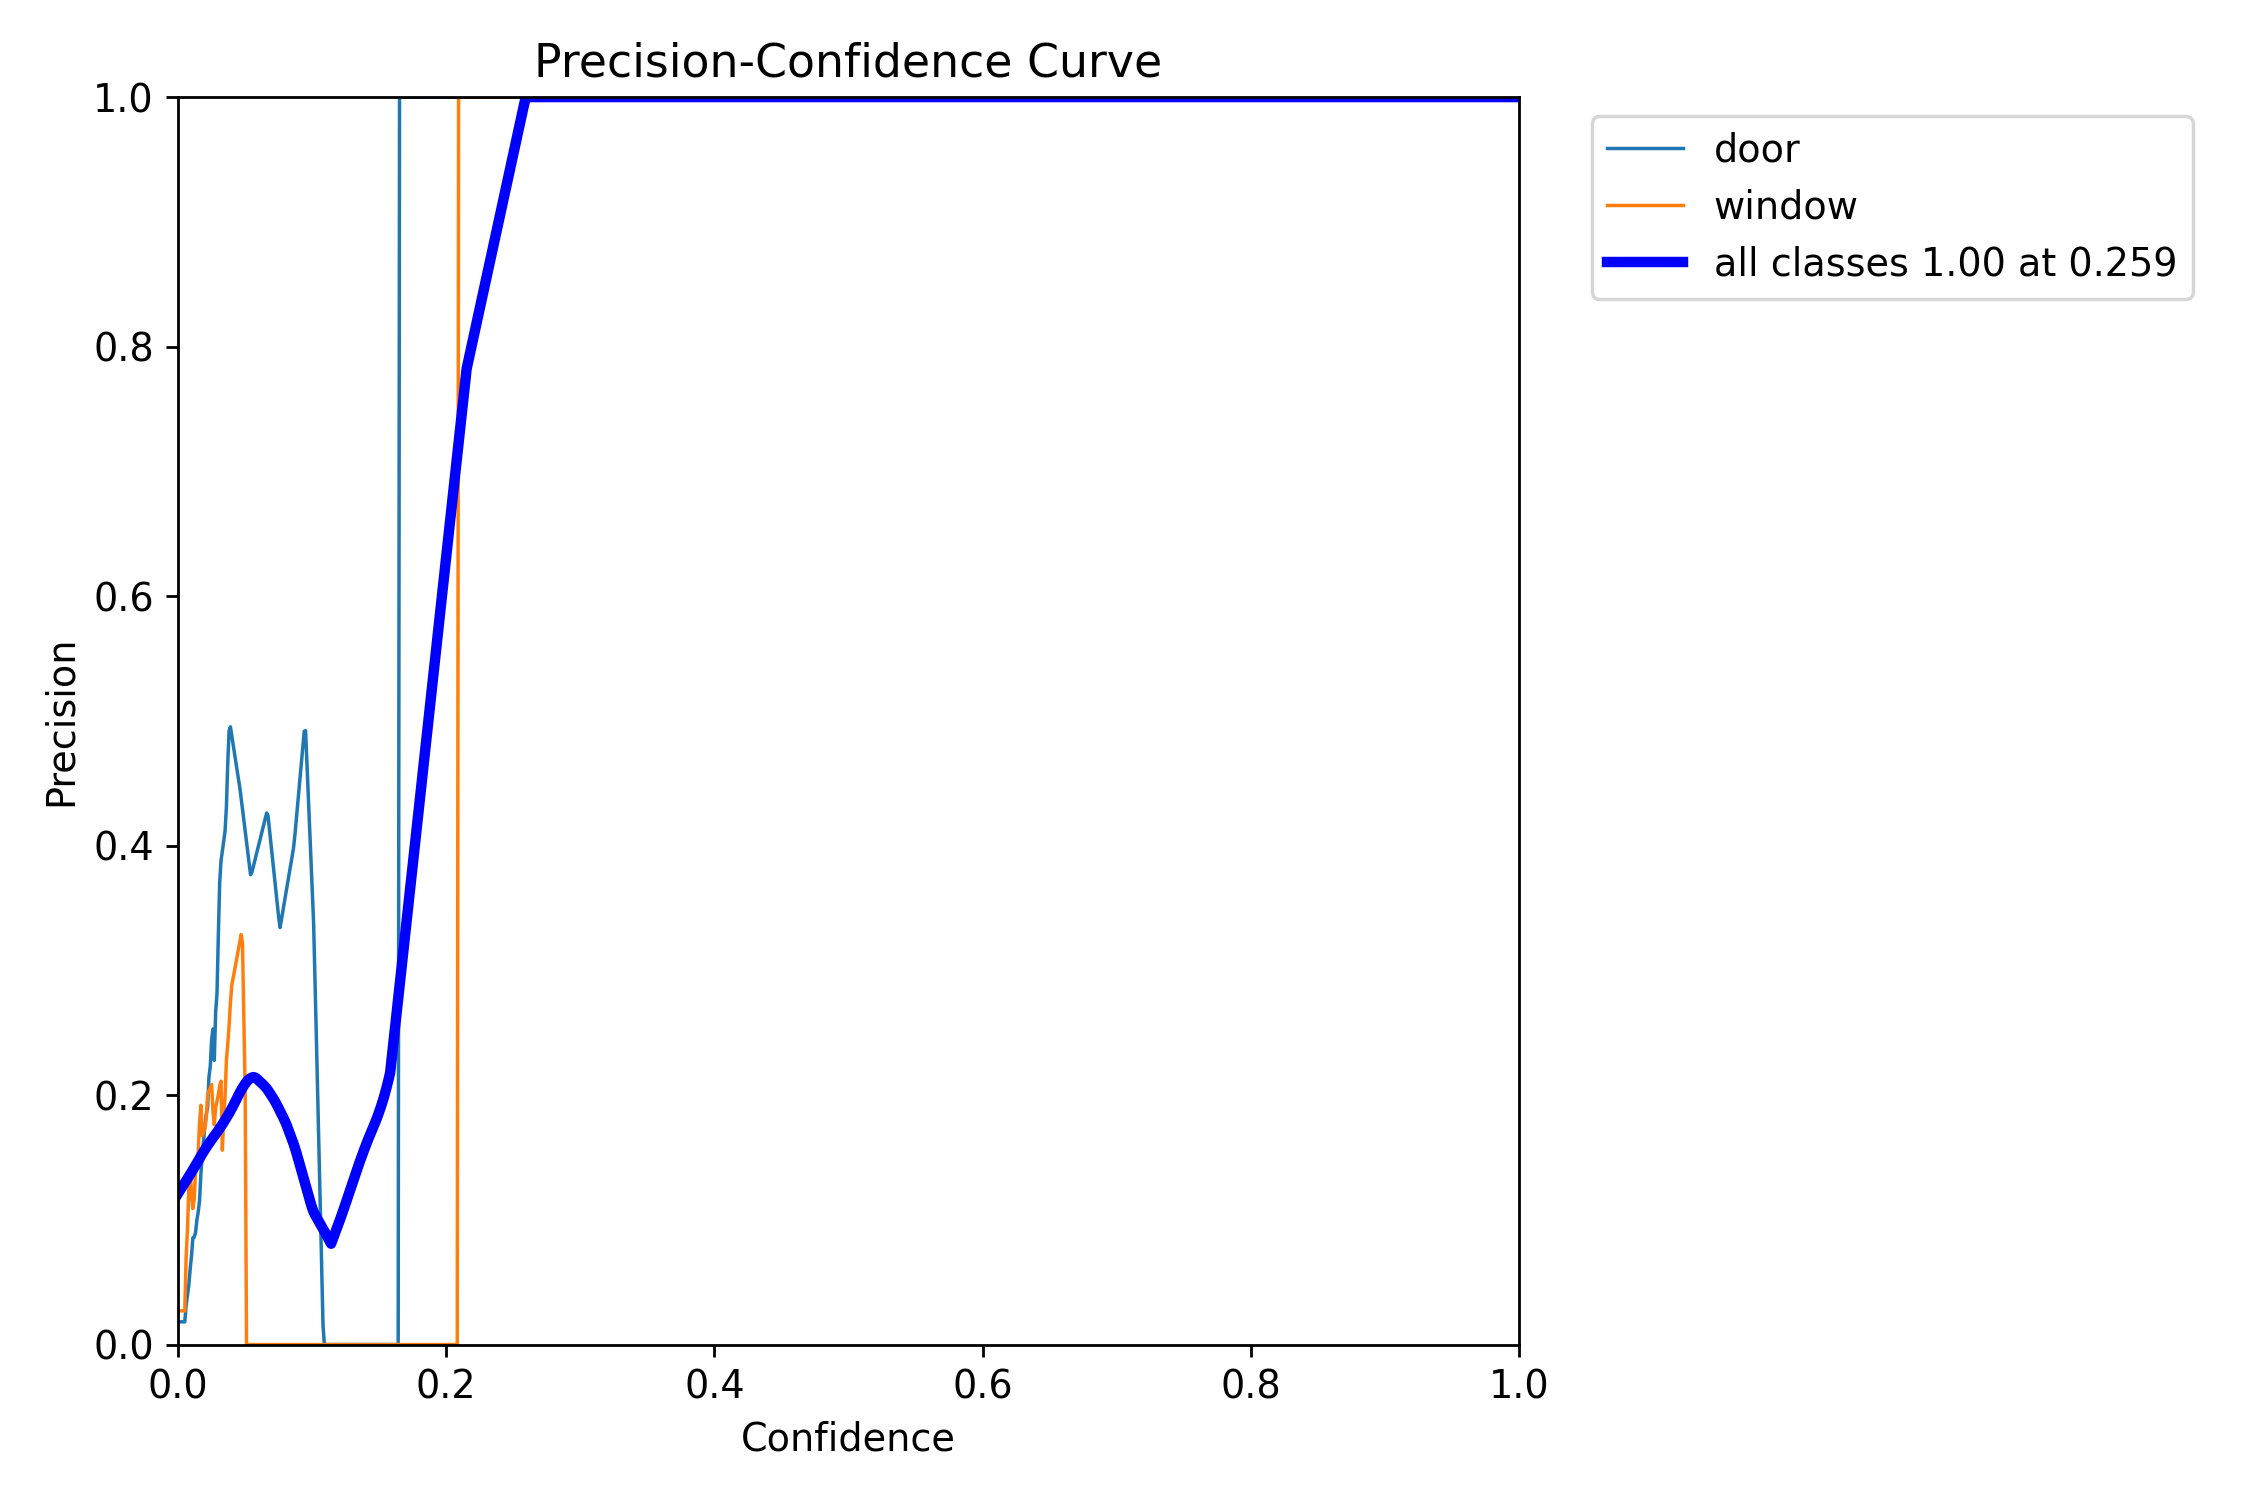 Precision-Confidence Curve
1.0
0.8
0.6
0.4
0.2
0.0
Precision
0.0 0.2 0.4 0.6 0.8 1.0
Confidence
door
window
all classes 1.00 at 0.259